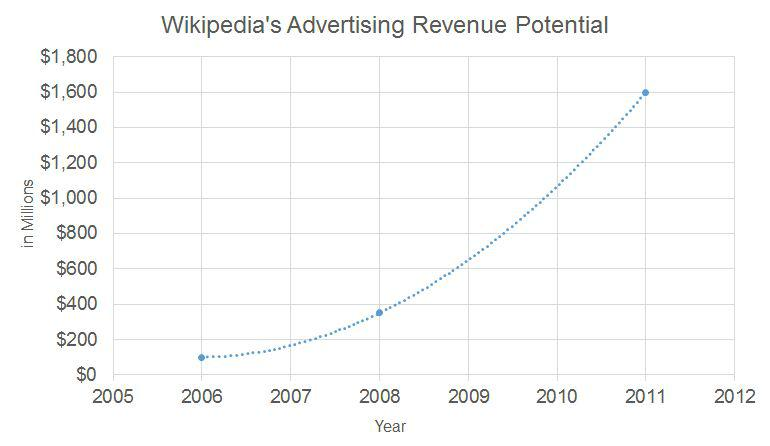 Wikipedia's Advertising Revenue Potential
$1,800
$1,600
$1,400
$1,200
$1,000
$800
$600
$400
$200
$0
in Millions
2005 2006 2007 2008 2009 2010 2011 2012
Year